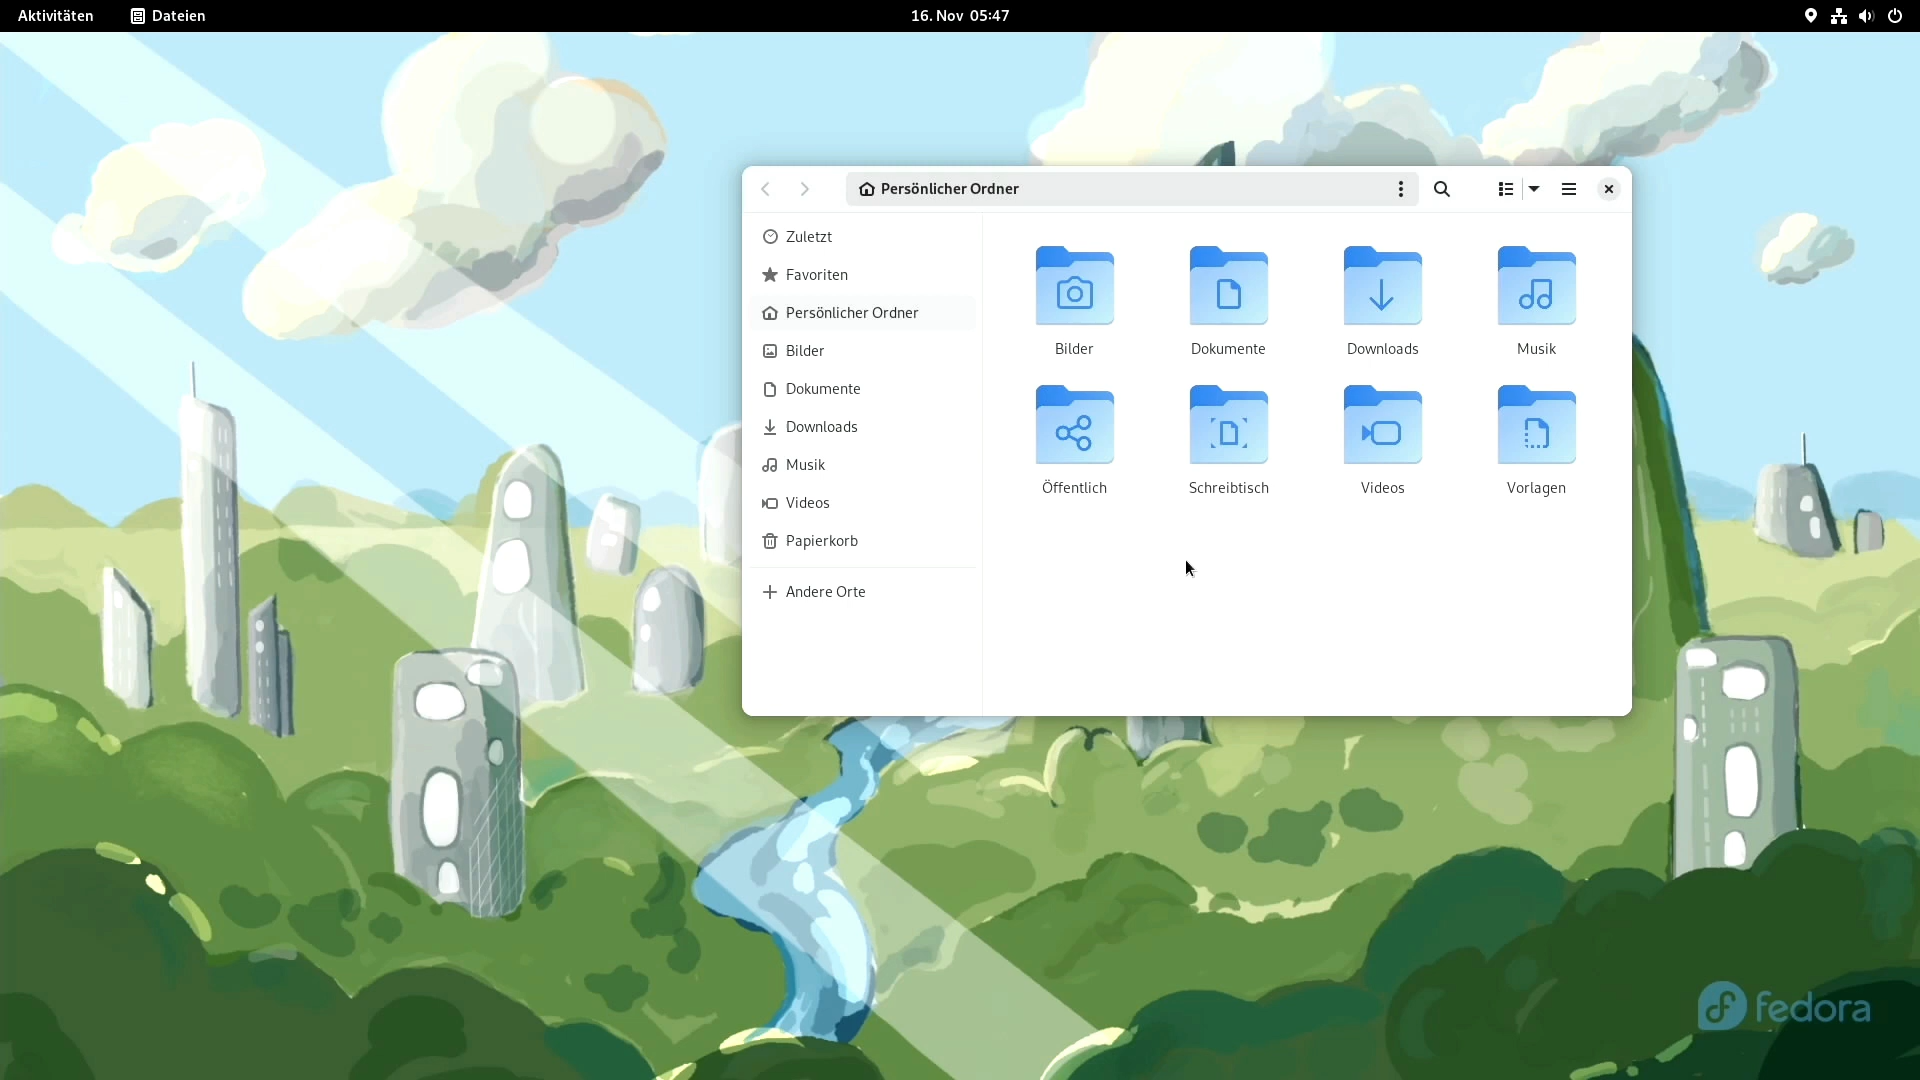 Aktivitäten Dateien 16. Nov 05:47
Persönlicher Ordner
Zuletzt
Favoriten
Persönlicher Ordner
Bilder
Dokumente
Downloads
Musik
Videos
Papierkorb
Andere Orte
Bilder Dokumente Downloads Musik
Öffentlich Schreibtisch Videos Vorlagen
fedora